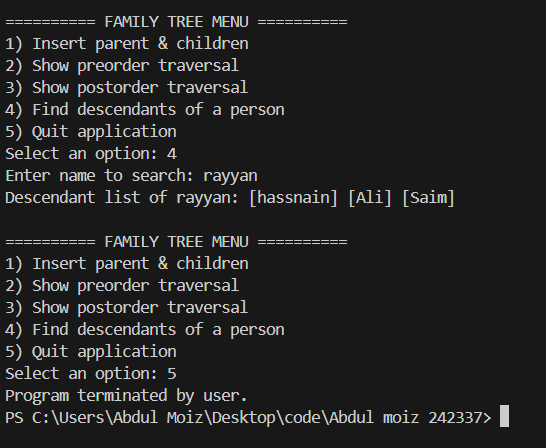 ========== FAMILY TREE MENU ==========
1) Insert parent & children
2) Show preorder traversal
3) Show postorder traversal
4) Find descendants of a person
5) Quit application
Select an option: 4
Enter name to search: rayyan
Descendant list of rayyan: [hassnain] [Ali] [Saim]
========== FAMILY TREE MENU ==========
1) Insert parent & children
2) Show preorder traversal
3) Show postorder traversal
4) Find descendants of a person
5) Quit application
Select an option: 5
Program terminated by user.
PS C:\Users\Abdul Moiz\Desktop\code\Abdul moiz 242337>